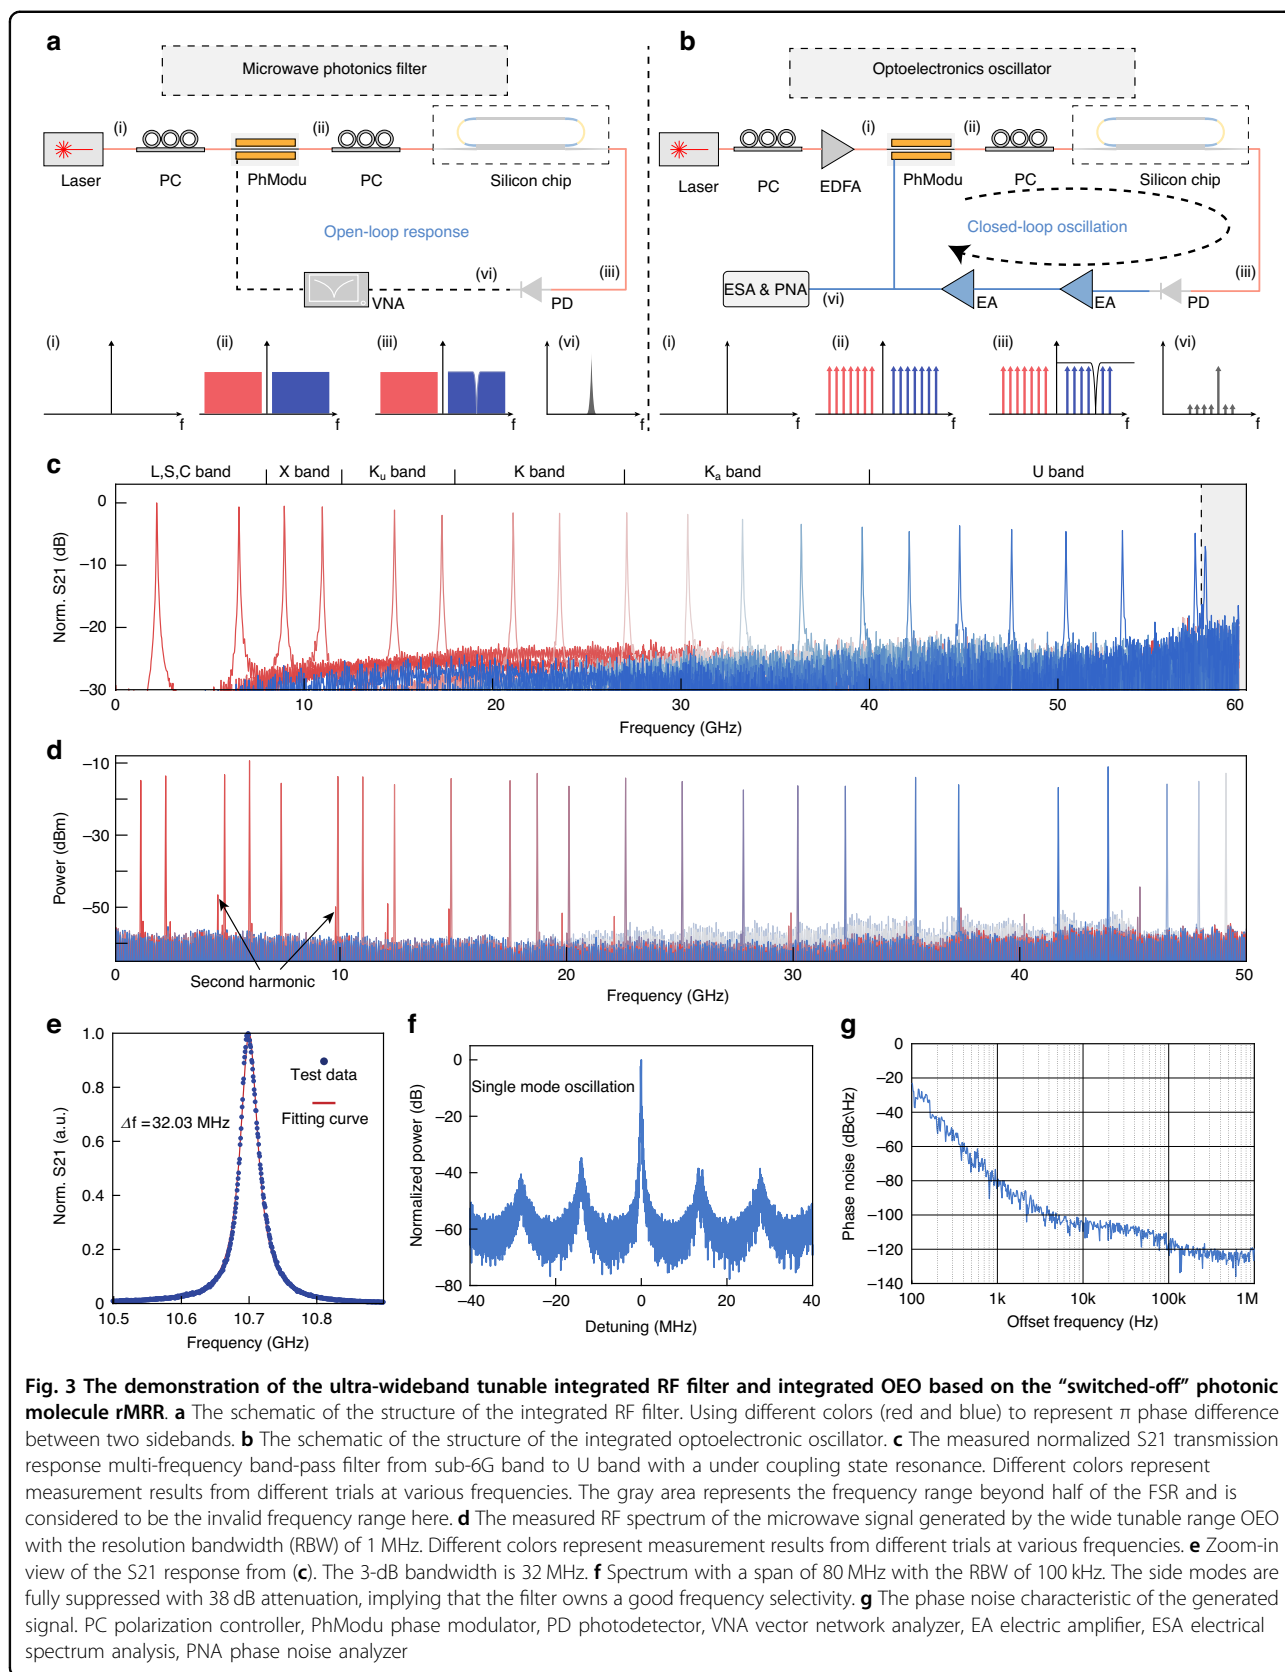 a
Microwave photonics filter
(i)
(ii)
Laser
PC
PhModu
PC
Silicon chip
Open-loop response
(vi)
(iii)
VNA
PD
(i)
(ii)
(iii)
(vi)
f
f
f
f
b
Optoelectronics oscillator
(i)
(ii)
Laser
PC
EDFA
PhModu
PC
Silicon chip
Closed-loop oscillation
(iii)
ESA & PNA
(vi)
EA
EA
PD
(i)
(ii)
(iii)
(vi)
f
f
f
f
c
L,S,C band
X band
Ku band
K band
Ka band
U band
Norm. S21 (dB)
0
–10
–20
–30
0
10
20
30
40
50
60
Frequency (GHz)
d
Power (dBm)
–10
–30
–50
0
10
20
30
40
50
Second harmonic
Frequency (GHz)
e
Norm. S21 (a.u.)
1.0
0.8
0.6
0.4
0.2
0
Test data
Δf = 32.03 MHz
Fitting curve
10.5
10.6
10.7
10.8
Frequency (GHz)
f
Normalized power (dB)
0
–20
–40
–60
–80
Single mode oscillation
–40
–20
0
20
40
Detuning (MHz)
g
Phase noise (dBc\Hz)
0
–20
–40
–60
–80
–100
–120
–140
100
1k
10k
100k
1M
Offset frequency (Hz)
Fig. 3 The demonstration of the ultra-wideband tunable integrated RF filter and integrated OEO based on the “switched-off” photonic
molecule rMRR. a The schematic of the structure of the integrated RF filter. Using different colors (red and blue) to represent π phase difference
between two sidebands. b The schematic of the structure of the integrated optoelectronic oscillator. c The measured normalized S21 transmission
response multi-frequency band-pass filter from sub-6G band to U band with a under coupling state resonance. Different colors represent
measurement results from different trials at various frequencies. The gray area represents the frequency range beyond half of the FSR and is
considered to be the invalid frequency range here. d The measured RF spectrum of the microwave signal generated by the wide tunable range OEO
with the resolution bandwidth (RBW) of 1 MHz. Different colors represent measurement results from different trials at various frequencies. e Zoom-in
view of the S21 response from (c). The 3-dB bandwidth is 32 MHz. f Spectrum with a span of 80 MHz with the RBW of 100 kHz. The side modes are
fully suppressed with 38 dB attenuation, implying that the filter owns a good frequency selectivity. g The phase noise characteristic of the generated
signal. PC polarization controller, PhModu phase modulator, PD photodetector, VNA vector network analyzer, EA electric amplifier, ESA electrical
spectrum analysis, PNA phase noise analyzer